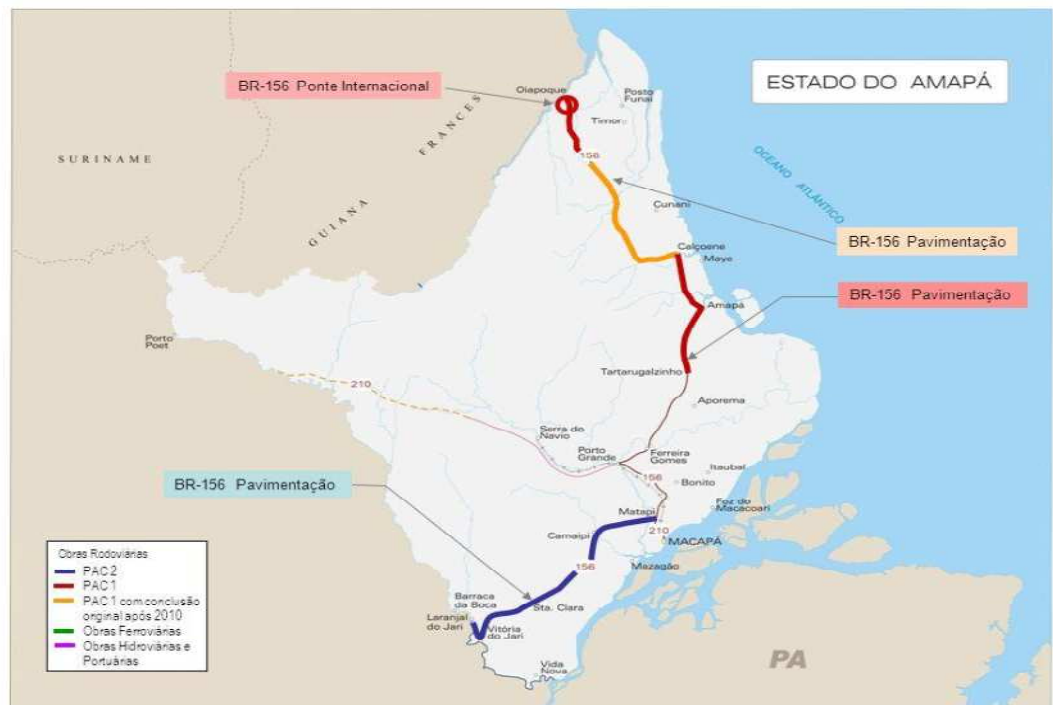 ESTADO DO AMAPÁ
BR-156 Ponte Internacional
Oiapoque
Posto
Funai
Timor
SURINAME
GUIANA FRANCES
156
OCEANO ATLÂNTICO
Cunani
BR-156 Pavimentação
Calçoene
Maye
BR-156 Pavimentação
Amapá
Porto
Poet
Tartarugalzinho
210
Aporema
Serra do
Navio
Porto
Grande
Ferreira
Gomes
Itaubal
BR-156 Pavimentação
156
Bonito
Matapi
Foz do
Macacoari
Camaipi
210
MACAPÁ
Mazagão
156
Barraca
da Boca
Sta. Clara
Laranjal
do Jari
Vitória
do Jari
Vida
Nova
PA
Obras Rodoviárias
PAC 2
PAC 1
PAC 1 com conclusão
original após 2010
Obras Ferroviárias
Obras Hidroviárias e
Portuárias